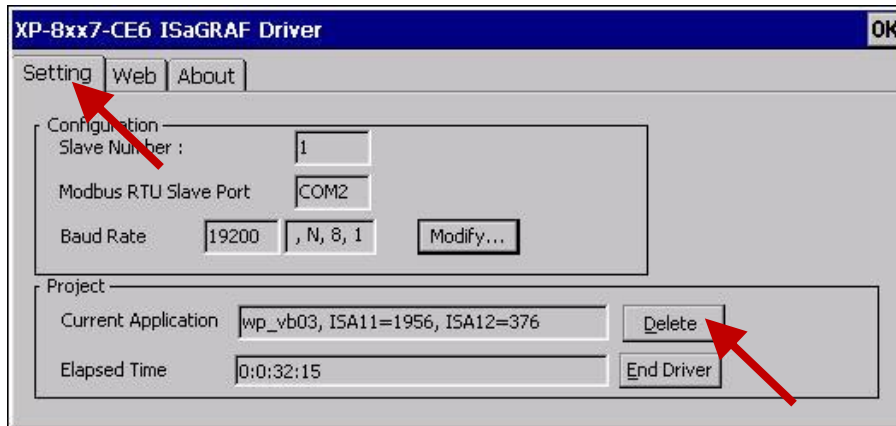 XP-8xx7-CE6 ISaGRAF Driver OK
Setting Web About
Configuration
Slave Number : 1
Modbus RTU Slave Port COM2
Baud Rate 19200 , N, 8, 1 Modify...
Project
Current Application wp_vb03, ISA11=1956, ISA12=376 Delete
Elapsed Time 0:0:32:15 End Driver